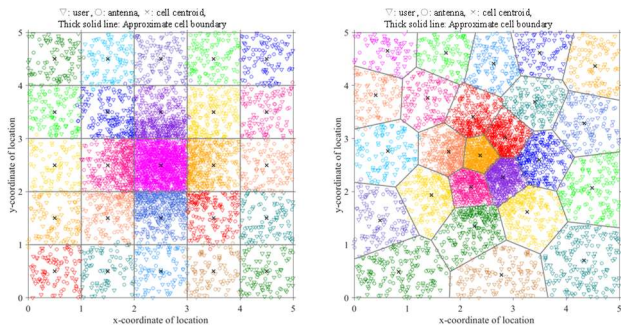 ▽: user, ○: antenna, ×: cell centroid,
Thick solid line: Approximate cell boundary
5
4
3
2
1
0
y-coordinate of location
0 1 2 3 4 5
x-coordinate of location
▽: user, ○: antenna, ×: cell centroid,
Thick solid line: Approximate cell boundary
5
4
3
2
1
0
y-coordinate of location
0 1 2 3 4 5
x-coordinate of location